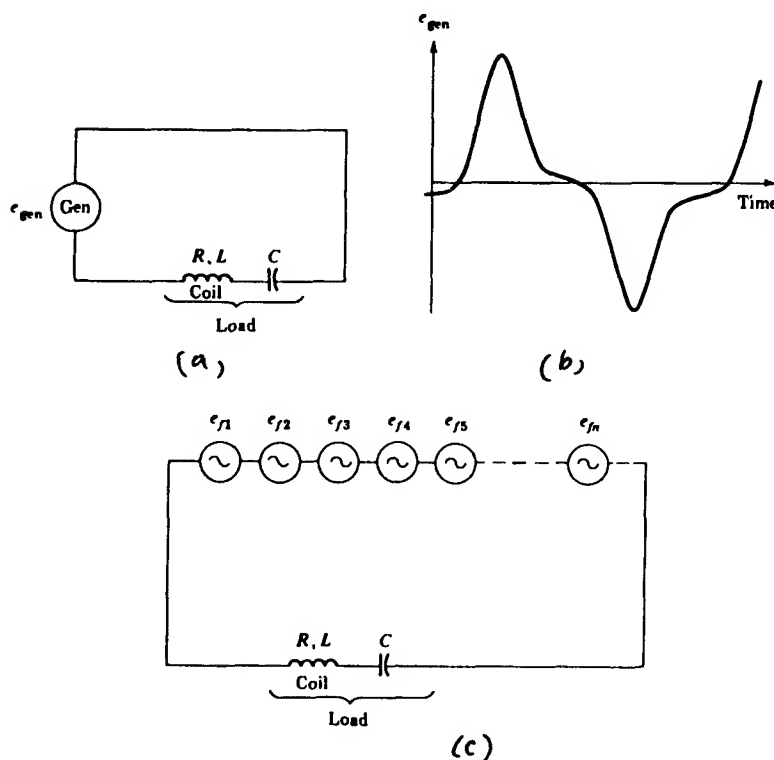 e_gen
e_gen Gen
Time
R, L C
Coil
Load
(a)
(b)
e_f1 e_f2 e_f3 e_f4 e_f5 e_fn
R, L C
Coil
Load
(c)